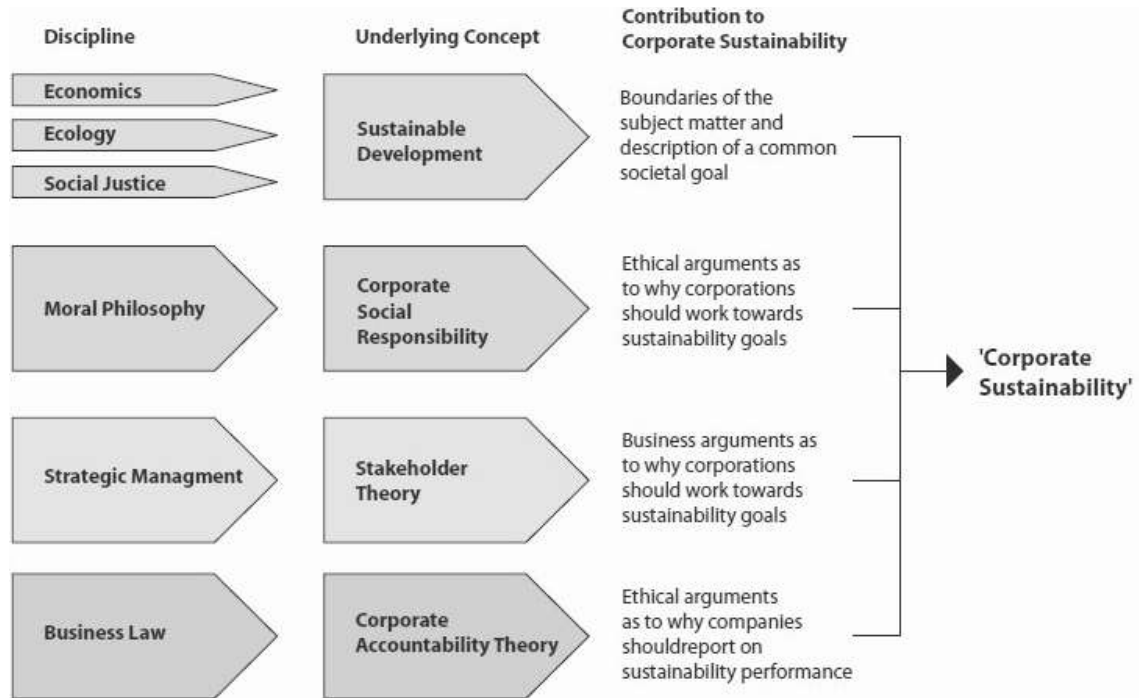 Discipline
Underlying Concept
Contribution to
Corporate Sustainability
Economics
Ecology
Social Justice
Sustainable
Development
Boundaries of the
subject matter and
description of a common
societal goal
Moral Philosophy
Corporate
Social
Responsibility
Ethical arguments as
to why corporations
should work towards
sustainability goals
Strategic Managment
Stakeholder
Theory
Business arguments as
to why corporations
should work towards
sustainability goals
Business Law
Corporate
Accountability Theory
Ethical arguments
as to why companies
shouldreport on
sustainability performance
'Corporate
Sustainability'